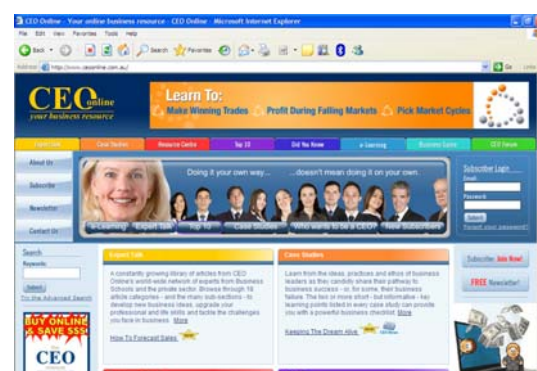 CEO Online - Your online business resource - CEO Online - Microsoft Internet Explorer
File Edit View Favorites Tools Help
Back Search Favorites
Address http://www.ceoonline.com.au/ Go Links
CEOnline
your business resource
Learn To:
Make Winning Trades Profit During Falling Markets Pick Market Cycles
Expert Talk Case Studies Resource Centre Top 10 Did You Know e-Learning Business Game CEO Forum
About Us
Subscribe
Newsletter
Contact Us
Doing it your own way... ...doesn't mean doing it on your own.
e-Learning Expert Talk Top 10 Case Studies Who wants to be a CEO? New Subscribers
Subscriber Login
Email:
Password:
Submit
Forgot your password?
Search
Keywords:
Submit
Try the Advanced Search
BUY ONLINE
& SAVE $$$
CEO
Expert Talk
A constantly growing library of articles from CEO
Online's world-wide network of experts from Business
Schools and the private sector. Browse through 18
article categories - and the many sub-sections - to
develop new business ideas, upgrade your
professional and life skills and tackle the challenges
you face in business. More
How To Forecast Sales
Case Studies
Learn from the ideas, practices and ethos of business
leaders as they candidly share their pathway to
business success - or, for some, their business
failure. The two or more short - but informative - key
learning points listed in every case study can provide
you with a powerful business checklist. More
Keeping The Dream Alive
Subscribe Join Now!
FREE Newsletter!